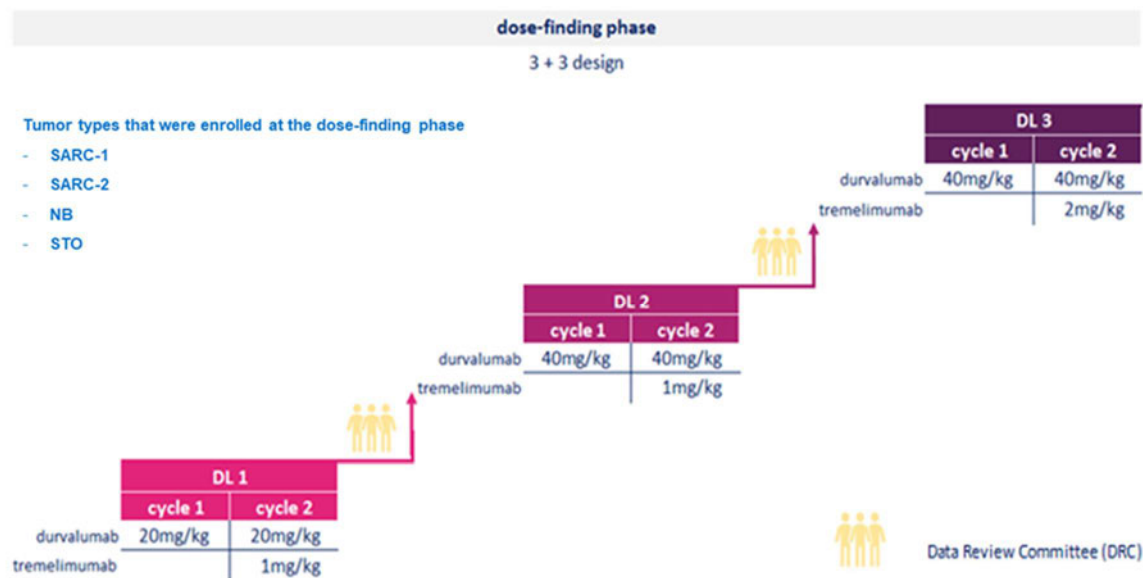 dose-finding phase
3 + 3 design
Tumor types that were enrolled at the dose-finding phase
- SARC-1
- SARC-2
- NB
- STO
DL 3
cycle 1 cycle 2
durvalumab 40mg/kg 40mg/kg
tremelimumab 2mg/kg
DL 2
cycle 1 cycle 2
durvalumab 40mg/kg 40mg/kg
tremelimumab 1mg/kg
DL 1
cycle 1 cycle 2
durvalumab 20mg/kg 20mg/kg
tremelimumab 1mg/kg
Data Review Committee (DRC)